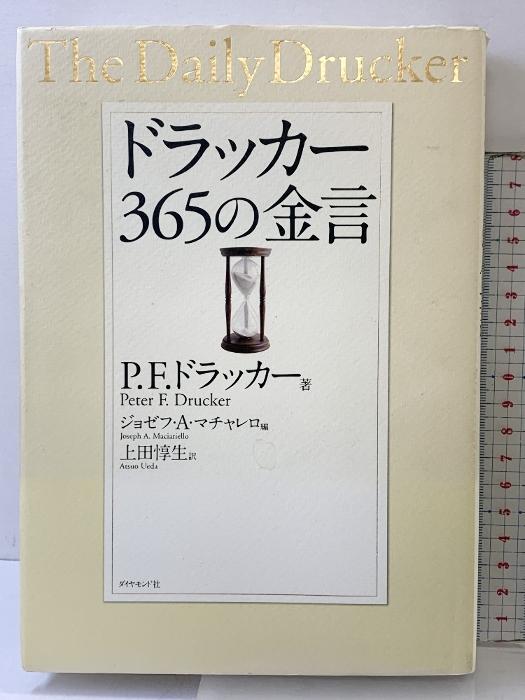 The Daily Drucker
ドラッカー
365の金言
P.F.ドラッカー 著
Peter F. Drucker
ジョゼフ・A・マチャレロ 編
Joseph A. Maciariello
上田惇生 訳
Atsuo Ueda
ダイヤモンド社